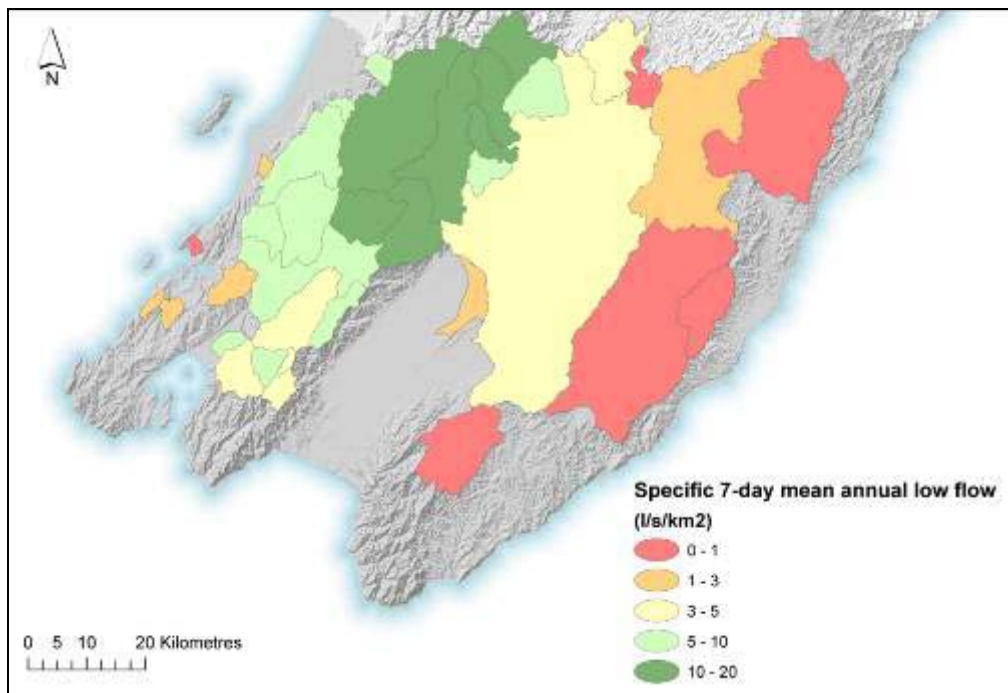 N
Specific 7-day mean annual low flow
(l/s/km2)
0 - 1
1 - 3
3 - 5
5 - 10
10 - 20
0 5 10 20 Kilometres